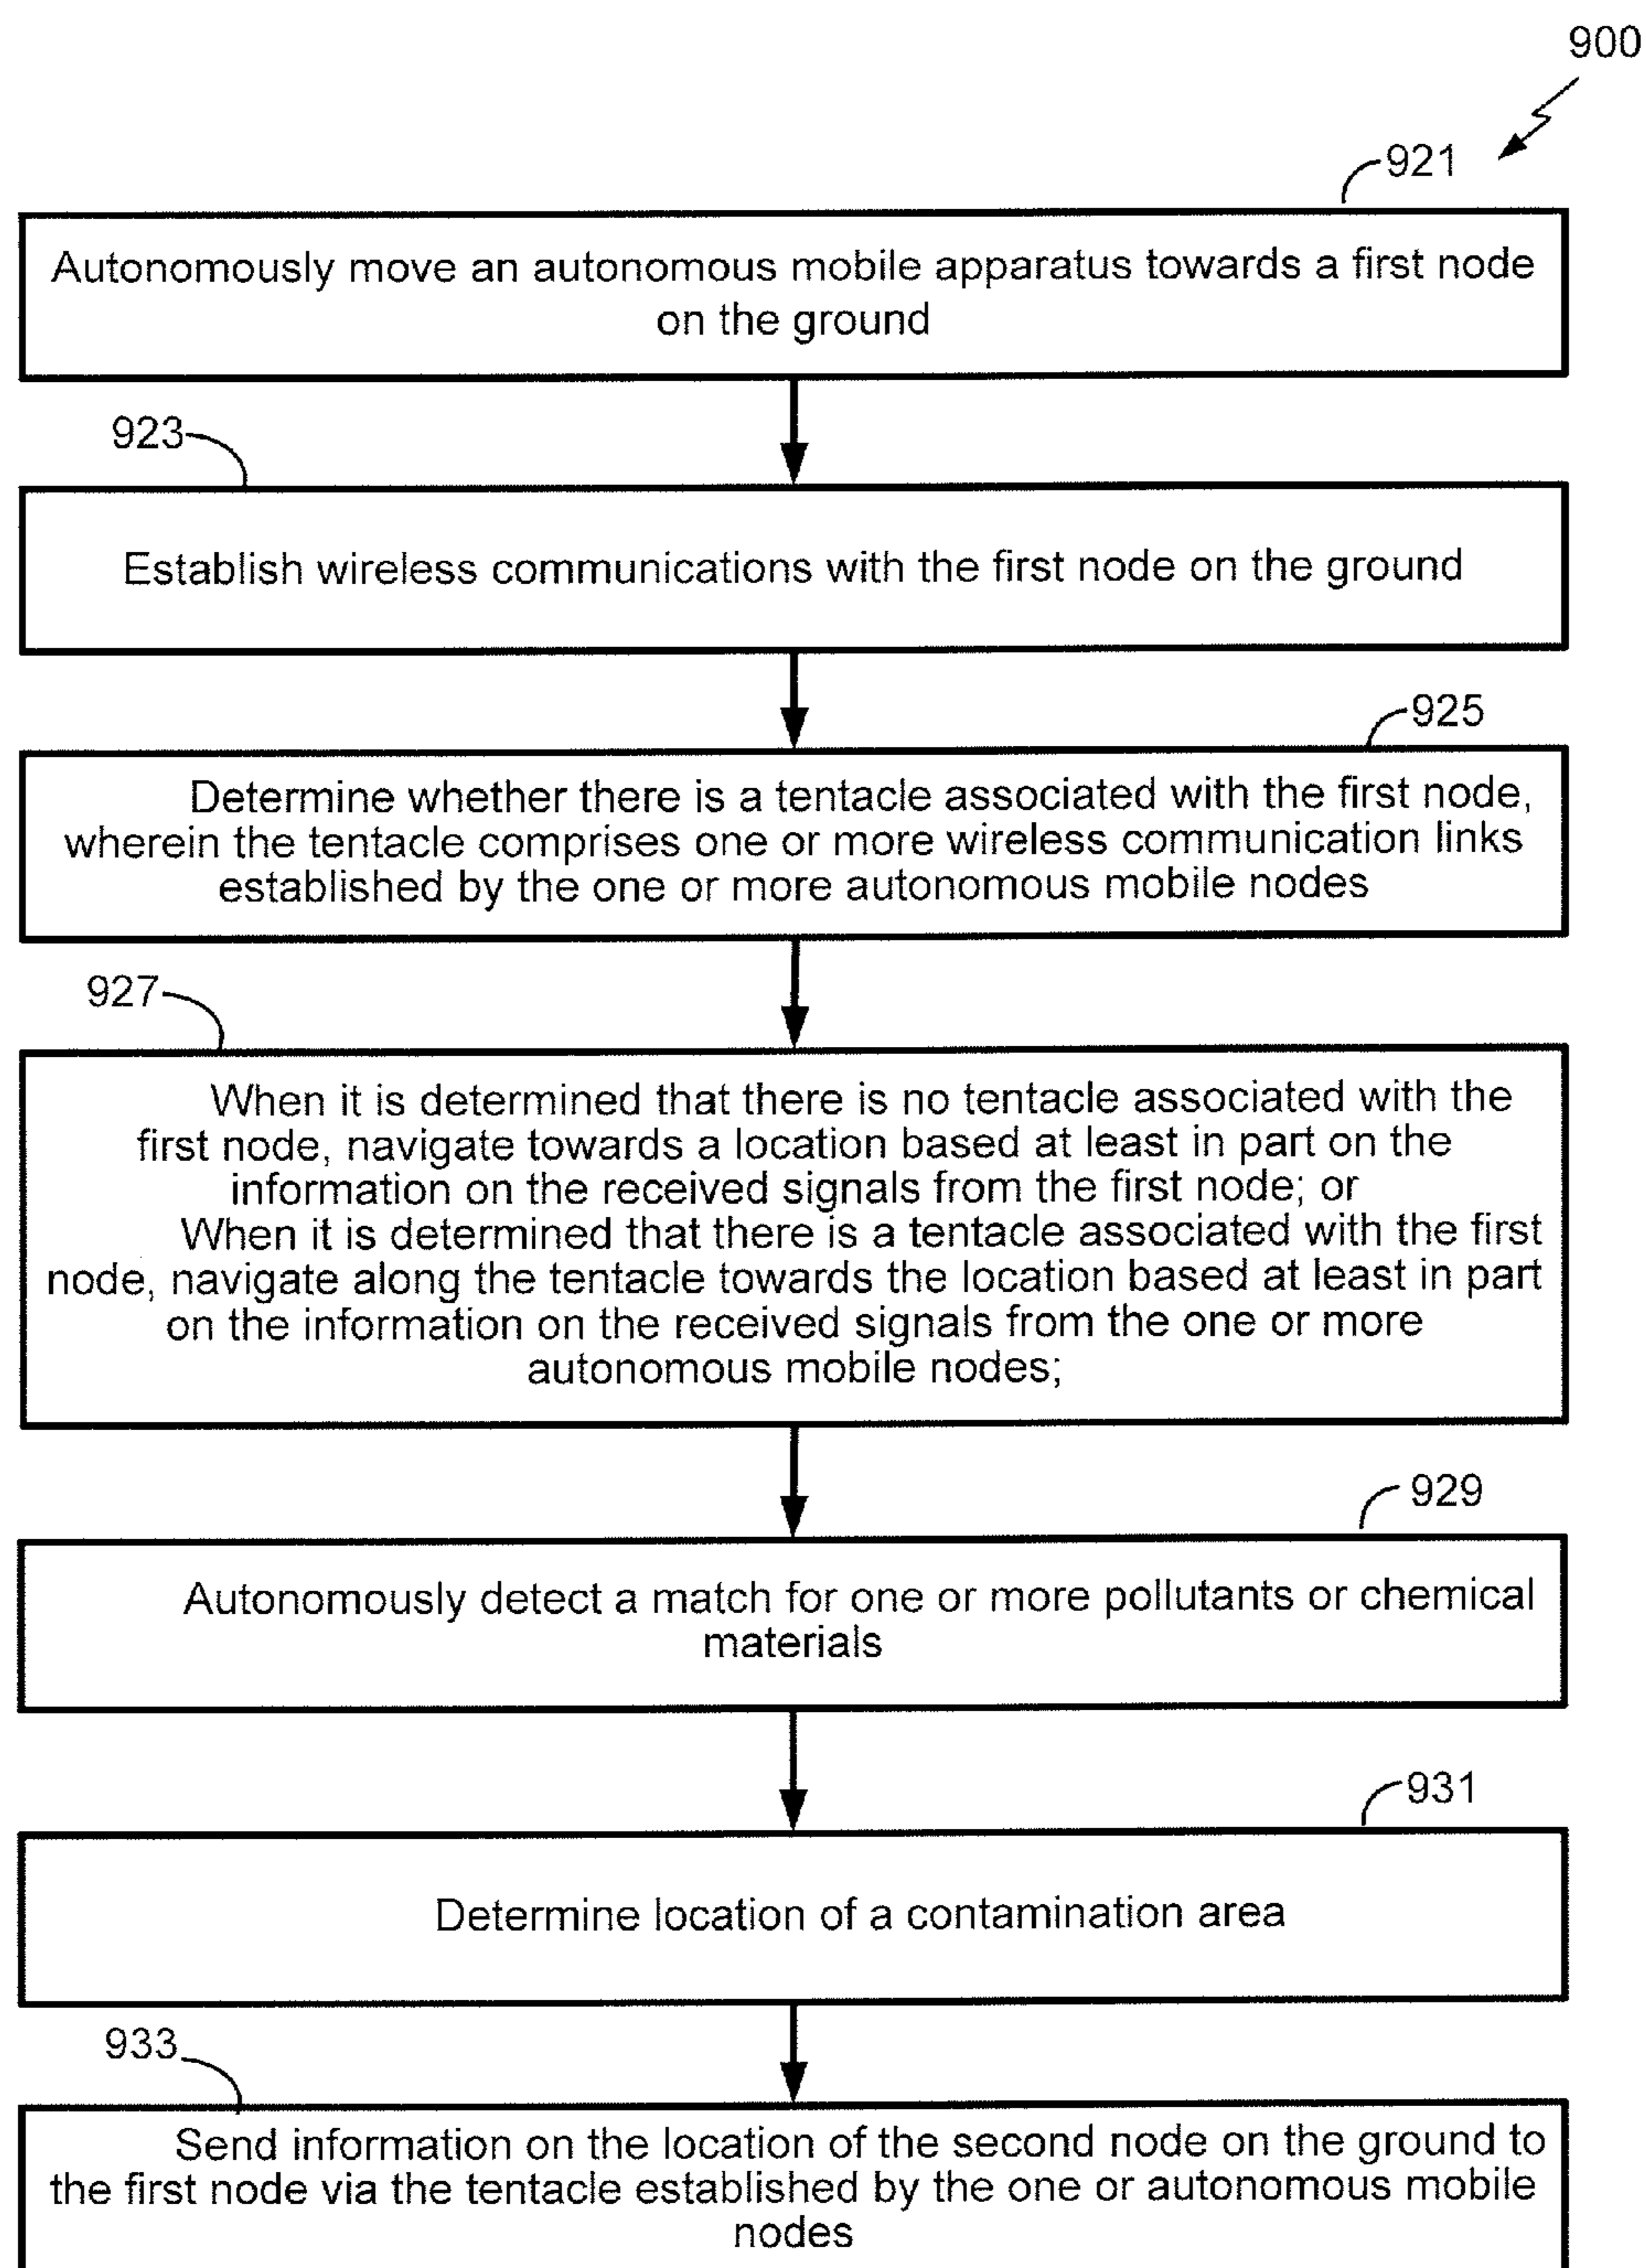 900
921
Autonomously move an autonomous mobile apparatus towards a first node
on the ground
923
Establish wireless communications with the first node on the ground
925
Determine whether there is a tentacle associated with the first node,
wherein the tentacle comprises one or more wireless communication links
established by the one or more autonomous mobile nodes
927
When it is determined that there is no tentacle associated with the
first node, navigate towards a location based at least in part on the
information on the received signals from the first node; or
When it is determined that there is a tentacle associated with the first
node, navigate along the tentacle towards the location based at least in part
on the information on the received signals from the one or more
autonomous mobile nodes;
929
Autonomously detect a match for one or more pollutants or chemical
materials
931
Determine location of a contamination area
933
Send information on the location of the second node on the ground to
the first node via the tentacle established by the one or autonomous mobile
nodes